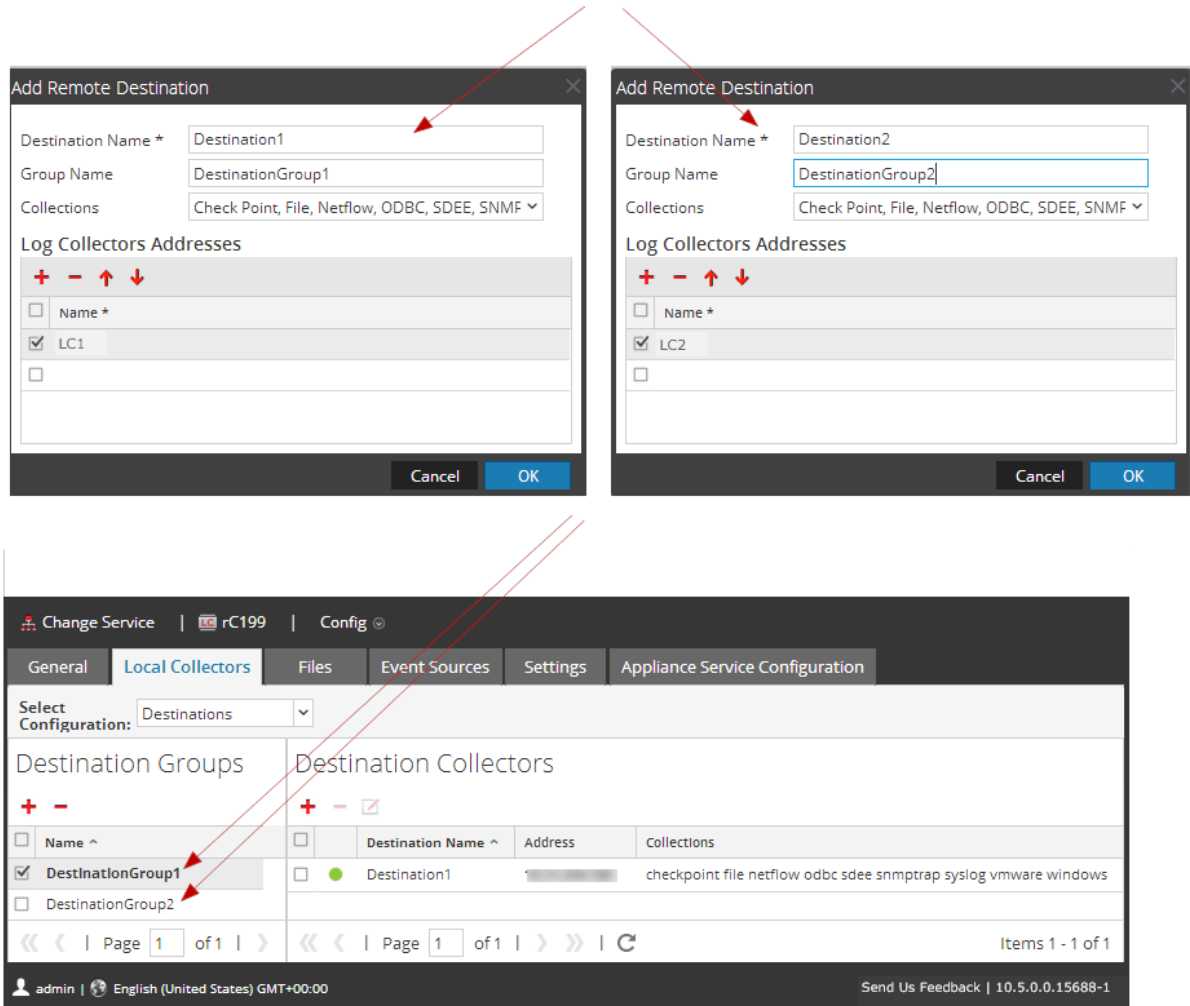 Add Remote Destination
Destination Name * Destination1
Group Name DestinationGroup1
Collections Check Point, File, Netflow, ODBC, SDEE, SNMP
Log Collectors Addresses
Name *
LC1
Cancel OK
Add Remote Destination
Destination Name * Destination2
Group Name DestinationGroup2
Collections Check Point, File, Netflow, ODBC, SDEE, SNMP
Log Collectors Addresses
Name *
LC2
Cancel OK
Change Service | LC rC199 | Config
General Local Collectors Files Event Sources Settings Appliance Service Configuration
Select Configuration: Destinations
Destination Groups
Name
DestinationGroup1
DestinationGroup2
| Page 1 of 1 |
Destination Collectors
Destination Name Address Collections
Destination1 checkpoint file netflow odbc sdee snmptrap syslog vmware windows
| Page 1 of 1 | | Items 1 - 1 of 1
admin | English (United States) GMT+00:00 Send Us Feedback | 10.5.0.0.15688-1